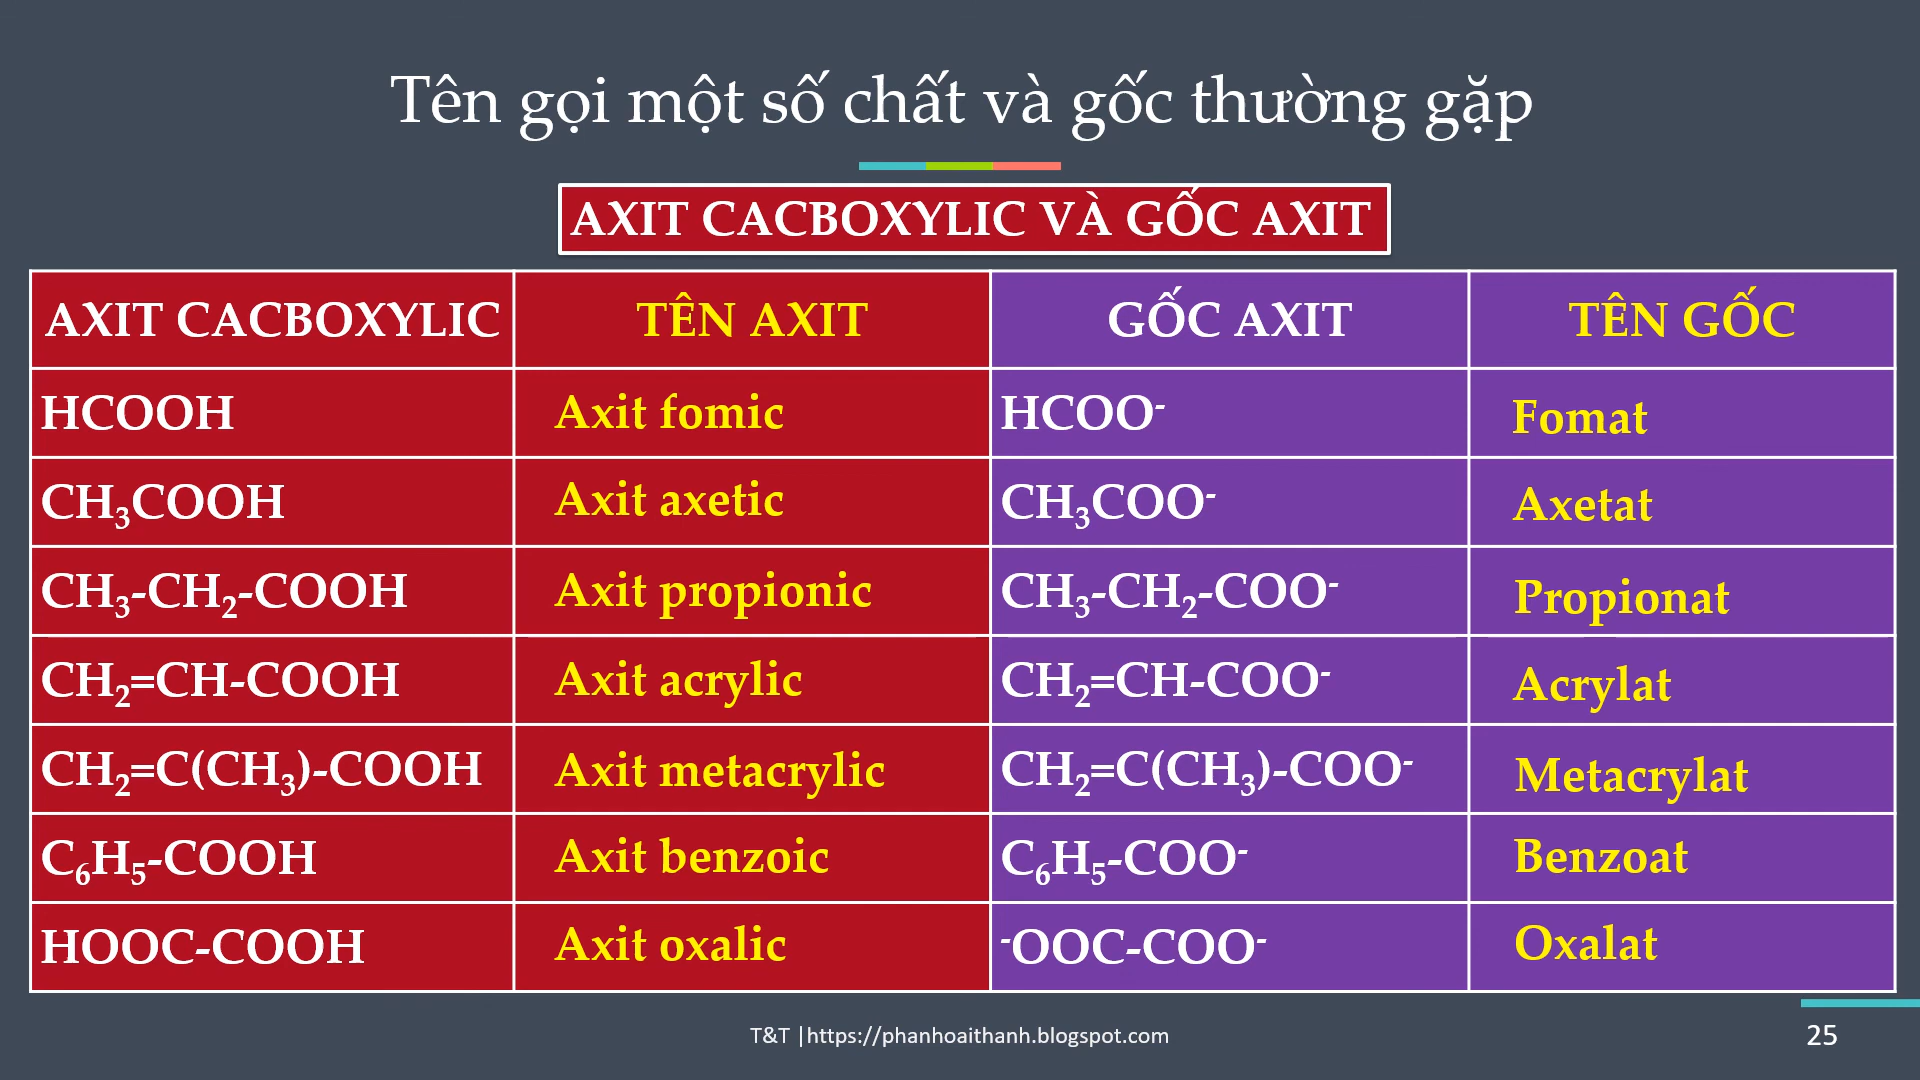 Tên gọi một số chất và gốc thường gặp
AXIT CACBOXYLIC VÀ GỐC AXIT
AXIT CACBOXYLIC TÊN AXIT GỐC AXIT TÊN GỐC
HCOOH Axit fomic HCOO⁻ Fomat
CH₃COOH Axit axetic CH₃COO⁻ Axetat
CH₃-CH₂-COOH Axit propionic CH₃-CH₂-COO⁻ Propionat
CH₂=CH-COOH Axit acrylic CH₂=CH-COO⁻ Acrylat
CH₂=C(CH₃)-COOH Axit metacrylic CH₂=C(CH₃)-COO⁻ Metacrylat
C₆H₅-COOH Axit benzoic C₆H₅-COO⁻ Benzoat
HOOC-COOH Axit oxalic ⁻OOC-COO⁻ Oxalat
T&T |https://phanhoaithanh.blogspot.com 25